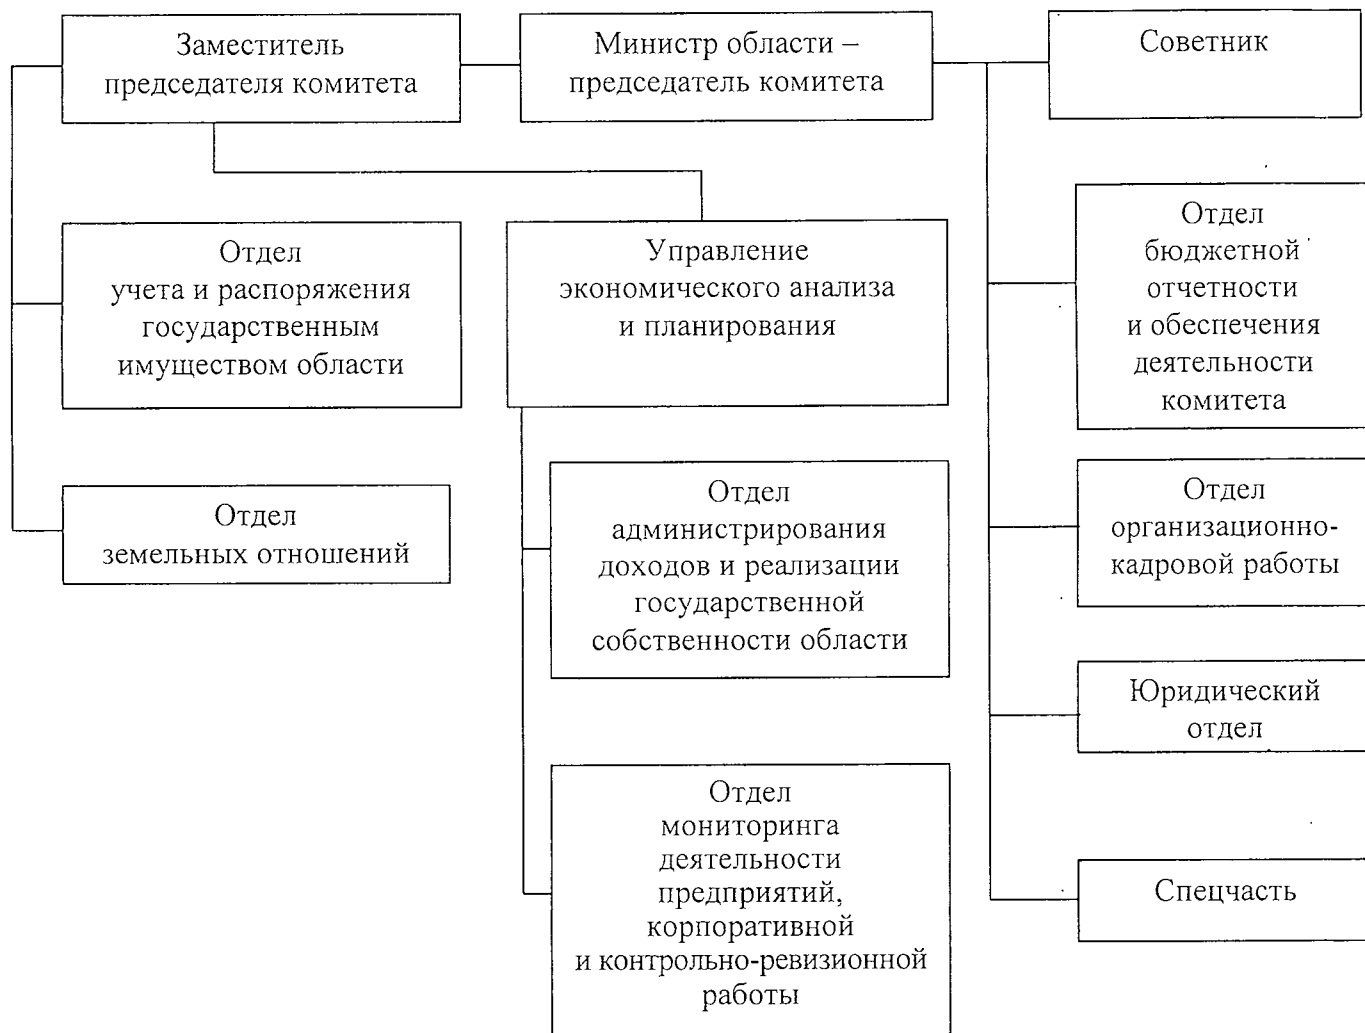 Заместитель
председателя комитета
Министр области –
председатель комитета
Советник
Отдел
учета и распоряжения
государственным
имуществом области
Управление
экономического анализа
и планирования
Отдел
бюджетной
отчетности
и обеспечения
деятельности
комитета
Отдел
земельных отношений
Отдел
администрирования
доходов и реализации
государственной
собственности области
Отдел
организационно-
кадровой работы
Юридический
отдел
Отдел
мониторинга
деятельности
предприятий,
корпоративной
и контрольно-ревизионной
работы
Спецчасть